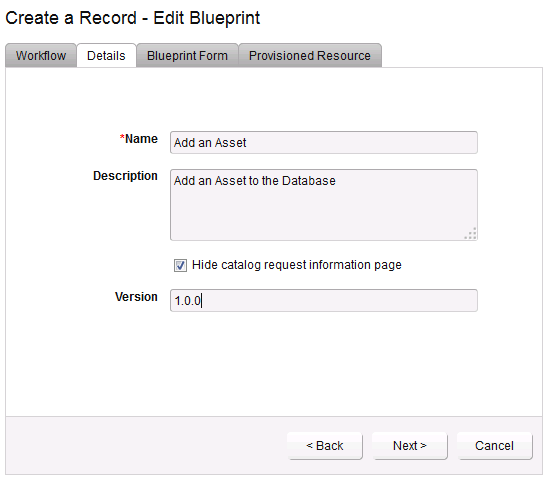 Create a Record - Edit Blueprint
Workflow
Details
Blueprint Form
Provisioned Resource
*Name
Add an Asset
Description
Add an Asset to the Database
Hide catalog request information page
Version
1.0.0
< Back
Next >
Cancel